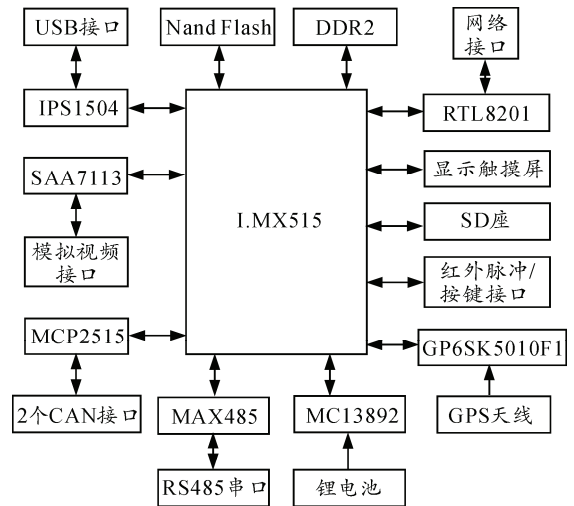 USB接口
Nand Flash
DDR2
网络
接口
IPS1504
RTL8201
SAA7113
显示触摸屏
I.MX515
SD座
模拟视频
接口
红外脉冲/
按键接口
MCP2515
GP6SK5010F1
2个CAN接口
MAX485
MC13892
GPS天线
RS485串口
锂电池